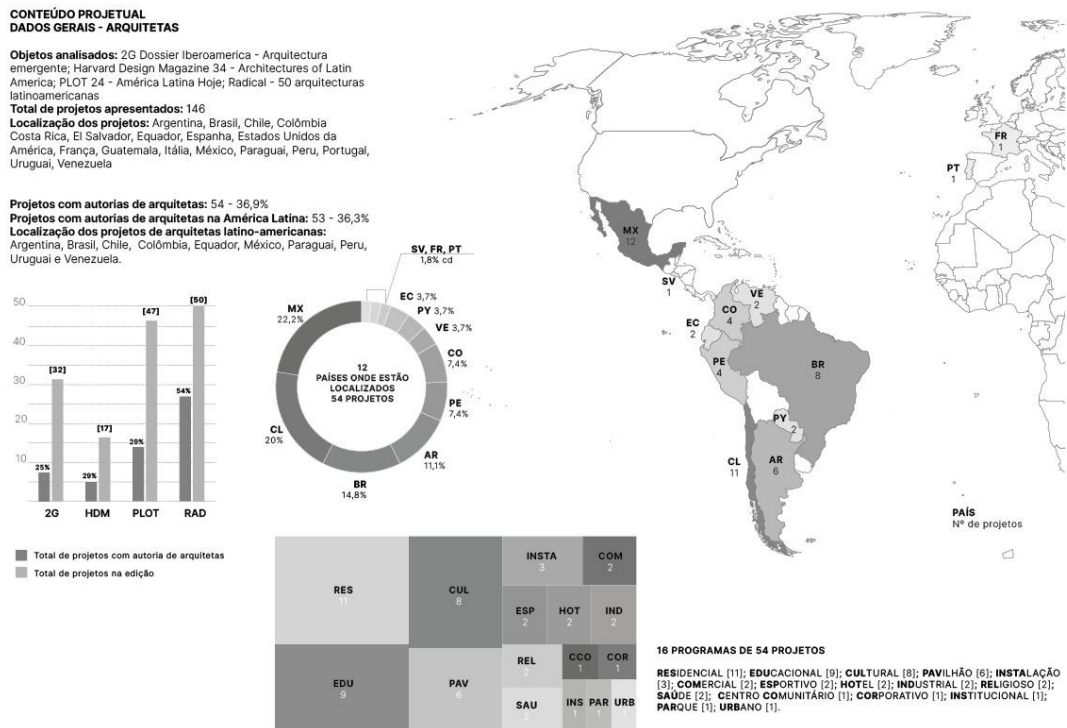 CONTEÚDO PROJETUAL
DADOS GERAIS - ARQUITETAS
Objetos analisados: 2G Dossier Iberoamerica - Arquitectura
emergente; Harvard Design Magazine 34 - Architectures of Latin
America; PLOT 24 - América Latina Hoje; Radical - 50 arquitecturas
latinoamericanas
Total de projetos apresentados: 146
Localização dos projetos: Argentina, Brasil, Chile, Colômbia
Costa Rica, El Salvador, Equador, Espanha, Estados Unidos da
América, França, Guatemala, Itália, México, Paraguai, Peru, Portugal,
Uruguai, Venezuela
Projetos com autorias de arquitetas: 54 - 36,9%
Projetos com autorias de arquitetas na América Latina: 53 - 36,3%
Localização dos projetos de arquitetas latino-americanas:
Argentina, Brasil, Chile, Colômbia, Equador, México, Paraguai, Peru,
Uruguai e Venezuela.
50
40
30
20
10
25%
[32]
29%
[17]
29%
[47]
54%
[50]
2G
HDM
PLOT
RAD
Total de projetos com autoria de arquitetas
Total de projetos na edição
SV, FR, PT
1,8% cd
EC 3,7%
PY 3,7%
VE 3,7%
CO
7,4%
PE
7,4%
AR
11,1%
BR
14,8%
CL
20%
MX
22,2%
12
PAÍSES ONDE ESTÃO
LOCALIZADOS
54 PROJETOS
FR
1
PT
1
MX
12
SV
1
VE
2
CO
4
EC
2
PE
4
BR
8
PY
2
CL
11
AR
6
PAÍS
Nº de projetos
RES
11
CUL
8
INSTA
3
COM
2
ESP
2
HOT
2
IND
2
EDU
9
PAV
6
REL
2
CCO
1
COR
1
SAU
2
INS
1
PAR
1
URB
1
16 PROGRAMAS DE 54 PROJETOS
RESIDENCIAL [11]; EDUCACIONAL [9]; CULTURAL [8]; PAVILHÃO [6]; INSTALAÇÃO
[3]; COMERCIAL [2]; ESPORTIVO [2]; HOTEL [2]; INDUSTRIAL [2]; RELIGIOSO [2];
SAÚDE [2]; CENTRO COMUNITÁRIO [1]; CORPORATIVO [1]; INSTITUCIONAL [1];
PARQUE [1]; URBANO [1].